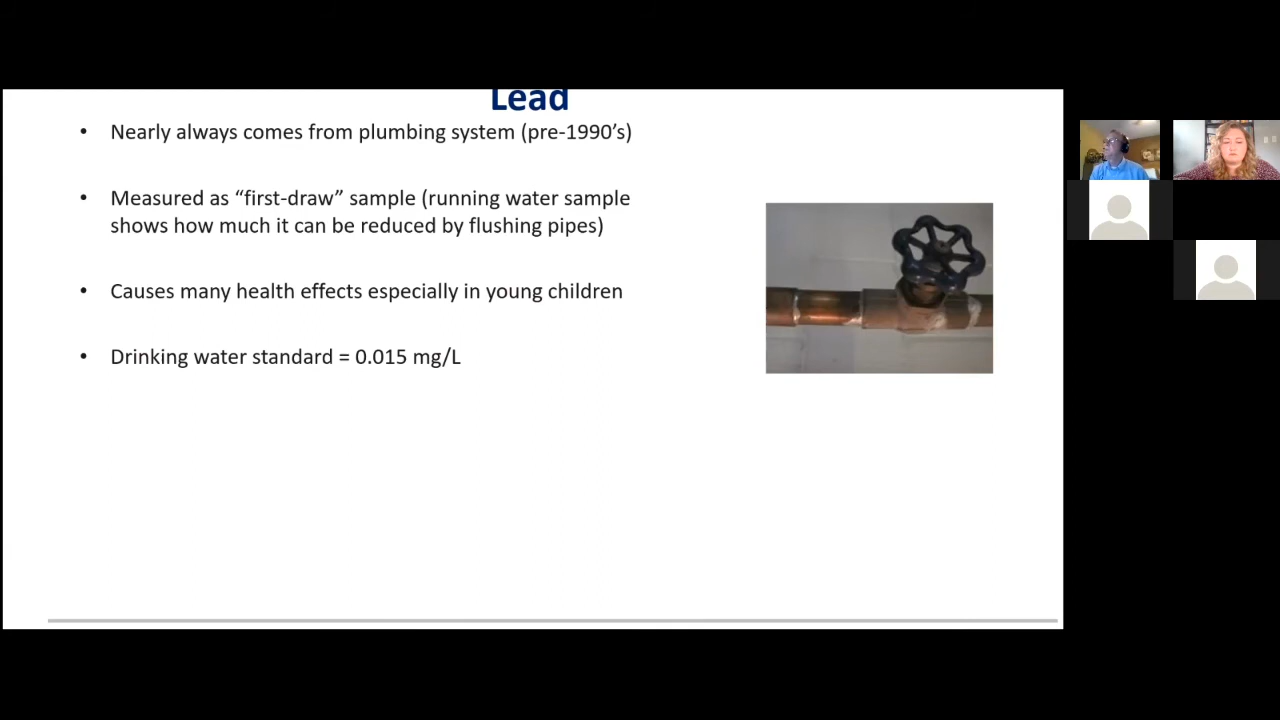 Lead
• Nearly always comes from plumbing system (pre-1990’s)
• Measured as “first-draw” sample (running water sample
shows how much it can be reduced by flushing pipes)
• Causes many health effects especially in young children
• Drinking water standard = 0.015 mg/L